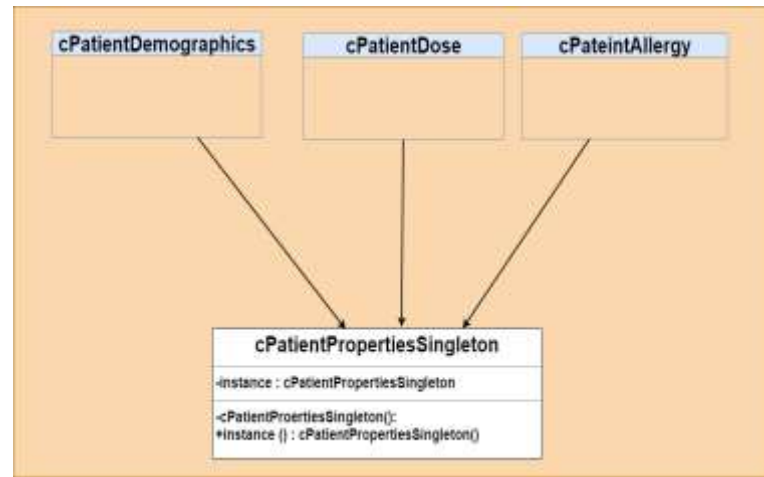 cPatientDemographics
cPatientDose
cPateintAllergy
cPatientPropertiesSingleton
-instance : cPatientPropertiesSingleton
-cPatientProertiesSingleton():
+instance () : cPatientPropertiesSingleton()